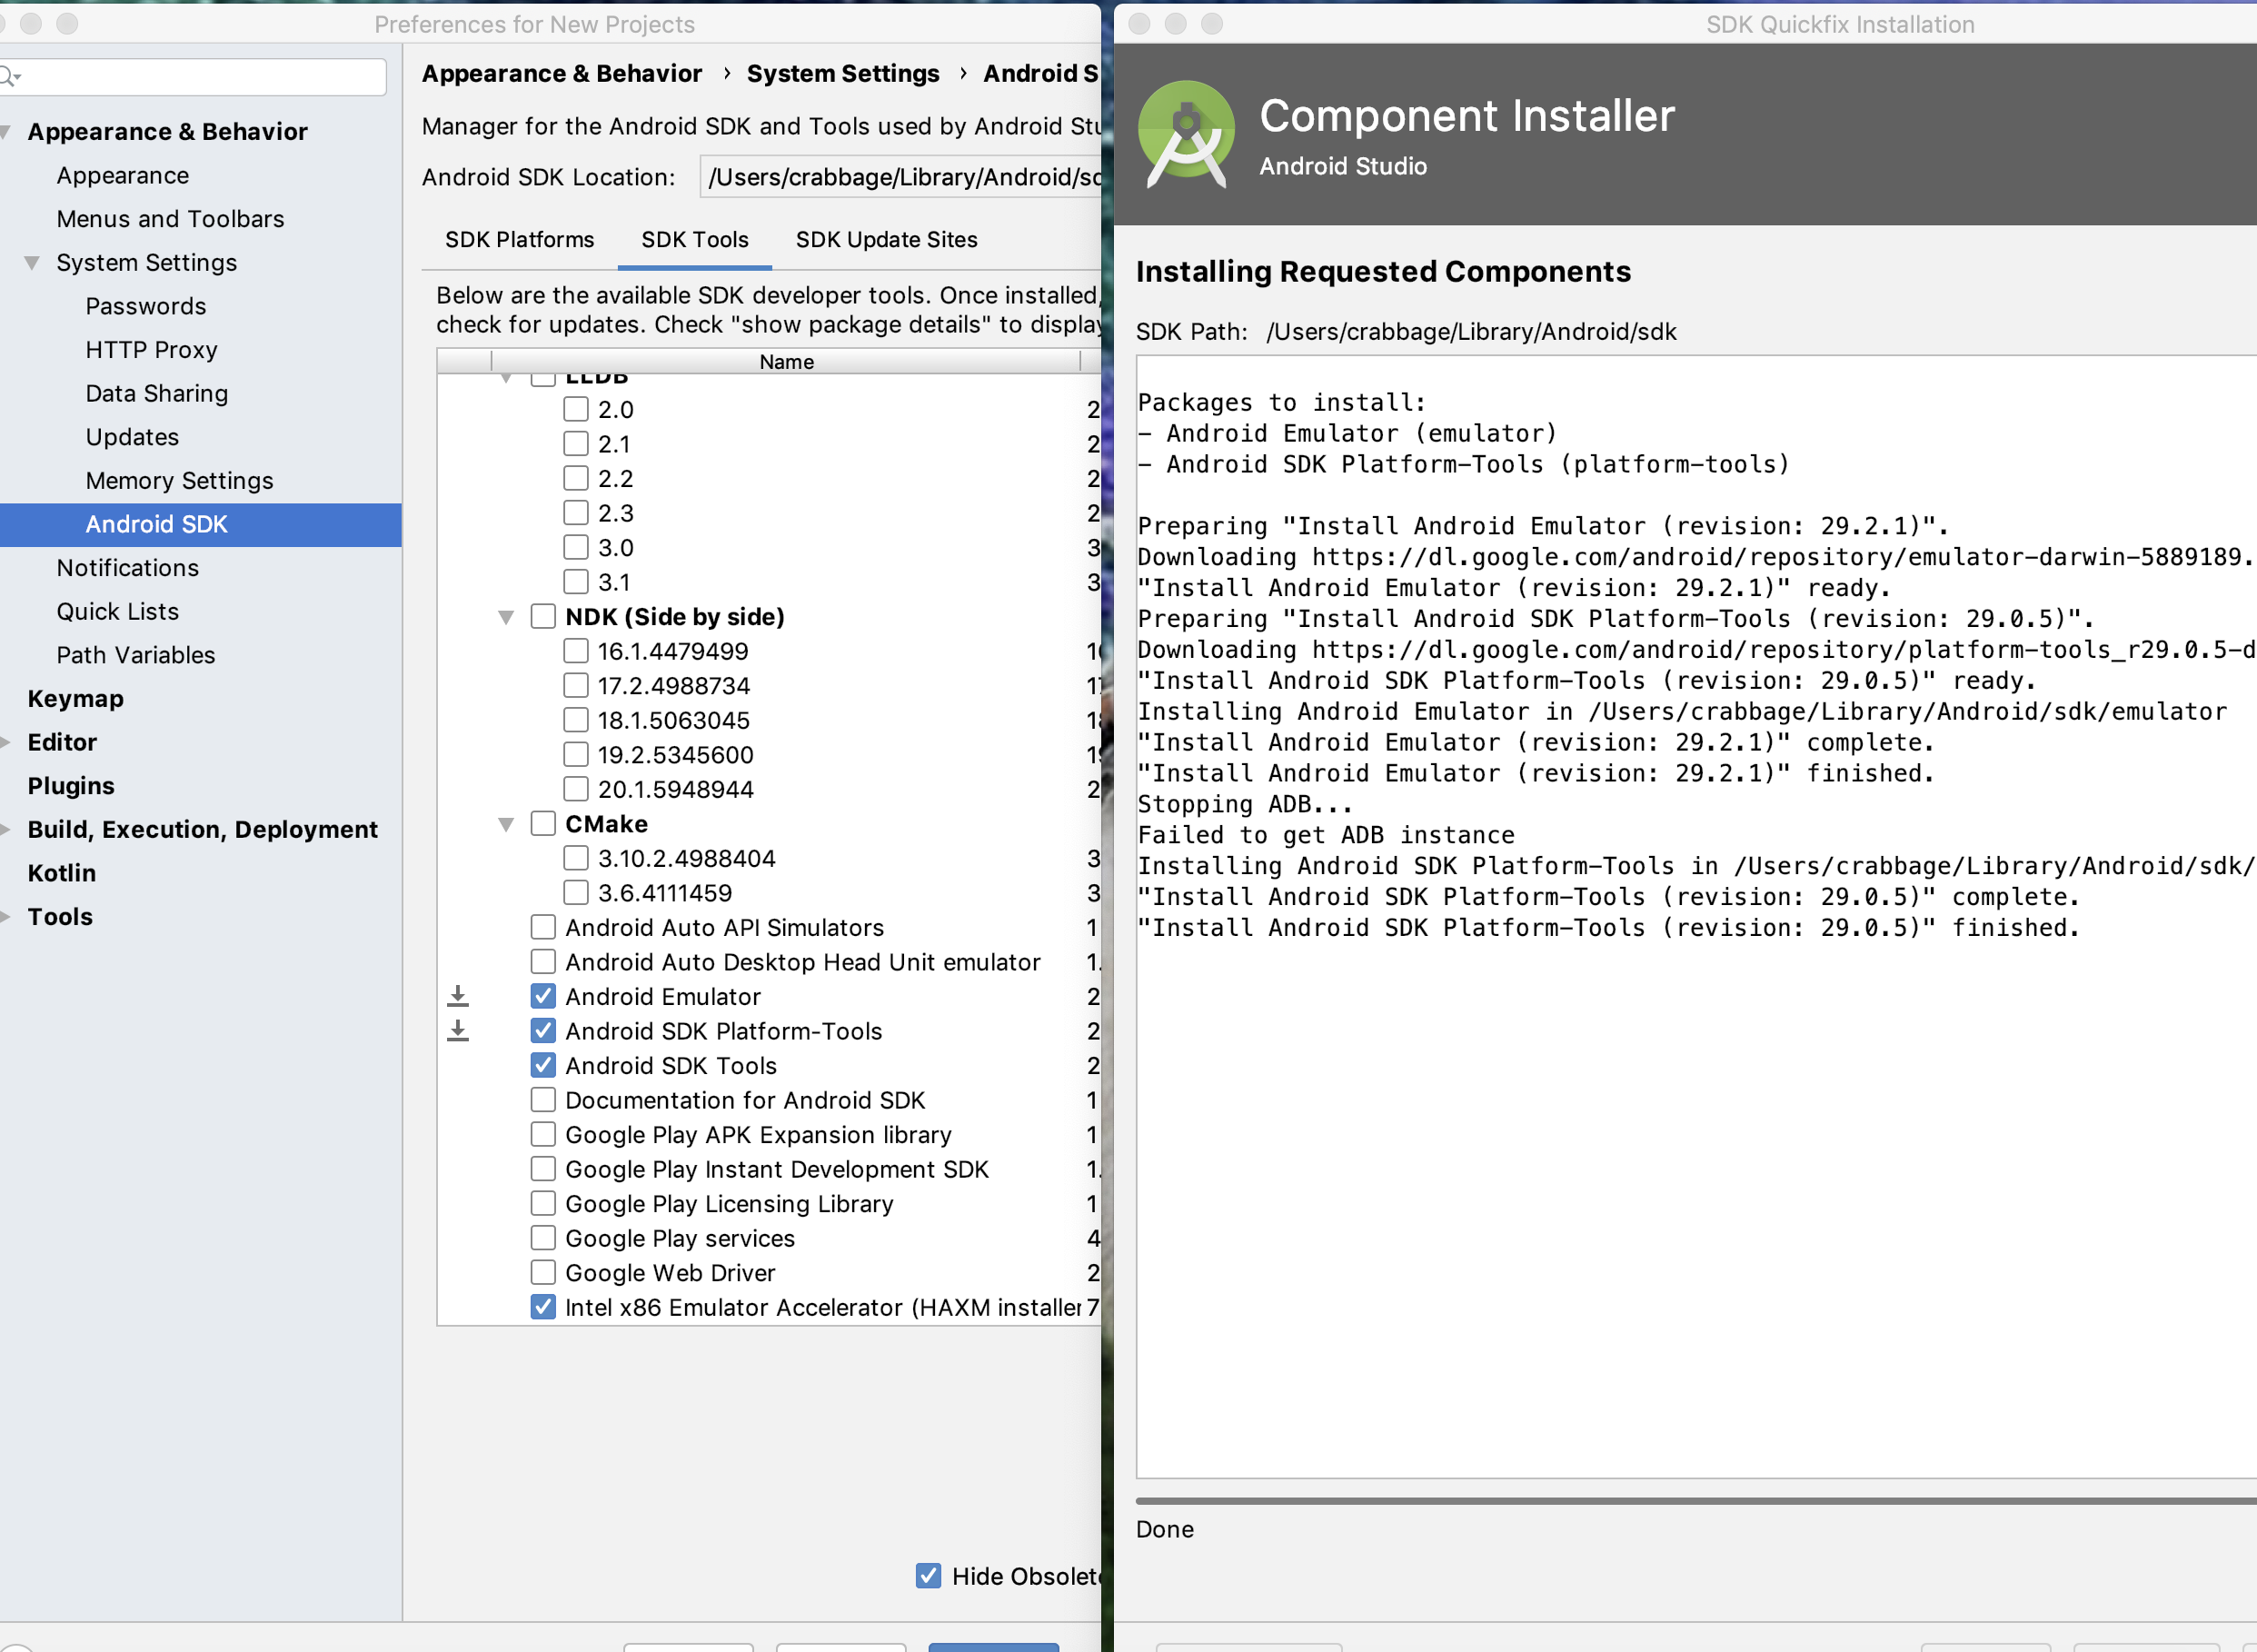 Preferences for New Projects
Appearance & Behavior
Appearance
Menus and Toolbars
System Settings
Passwords
HTTP Proxy
Data Sharing
Updates
Memory Settings
Android SDK
Notifications
Quick Lists
Path Variables
Keymap
Editor
Plugins
Build, Execution, Deployment
Kotlin
Tools
Appearance & Behavior › System Settings › Android S
Manager for the Android SDK and Tools used by Android Stu
Android SDK Location: /Users/crabbage/Library/Android/sd
SDK Platforms SDK Tools SDK Update Sites
Below are the available SDK developer tools. Once installed,
check for updates. Check "show package details" to display
Name
LLDB
2.0 2
2.1 2
2.2 2
2.3 2
3.0 3
3.1 3
NDK (Side by side)
16.1.4479499 16
17.2.4988734 17
18.1.5063045 18
19.2.5345600 19
20.1.5948944 2
CMake
3.10.2.4988404 3
3.6.4111459 3
Android Auto API Simulators 1
Android Auto Desktop Head Unit emulator 1.
Android Emulator 2
Android SDK Platform-Tools 2
Android SDK Tools 2
Documentation for Android SDK 1
Google Play APK Expansion library 1
Google Play Instant Development SDK 1.
Google Play Licensing Library 1
Google Play services 4
Google Web Driver 2
Intel x86 Emulator Accelerator (HAXM installer 7
Hide Obsolete
SDK Quickfix Installation
Component Installer
Android Studio
Installing Requested Components
SDK Path: /Users/crabbage/Library/Android/sdk
Packages to install:
- Android Emulator (emulator)
- Android SDK Platform-Tools (platform-tools)
Preparing "Install Android Emulator (revision: 29.2.1)".
Downloading https://dl.google.com/android/repository/emulator-darwin-5889189.
"Install Android Emulator (revision: 29.2.1)" ready.
Preparing "Install Android SDK Platform-Tools (revision: 29.0.5)".
Downloading https://dl.google.com/android/repository/platform-tools_r29.0.5-d
"Install Android SDK Platform-Tools (revision: 29.0.5)" ready.
Installing Android Emulator in /Users/crabbage/Library/Android/sdk/emulator
"Install Android Emulator (revision: 29.2.1)" complete.
"Install Android Emulator (revision: 29.2.1)" finished.
Stopping ADB...
Failed to get ADB instance
Installing Android SDK Platform-Tools in /Users/crabbage/Library/Android/sdk/
"Install Android SDK Platform-Tools (revision: 29.0.5)" complete.
"Install Android SDK Platform-Tools (revision: 29.0.5)" finished.
Done